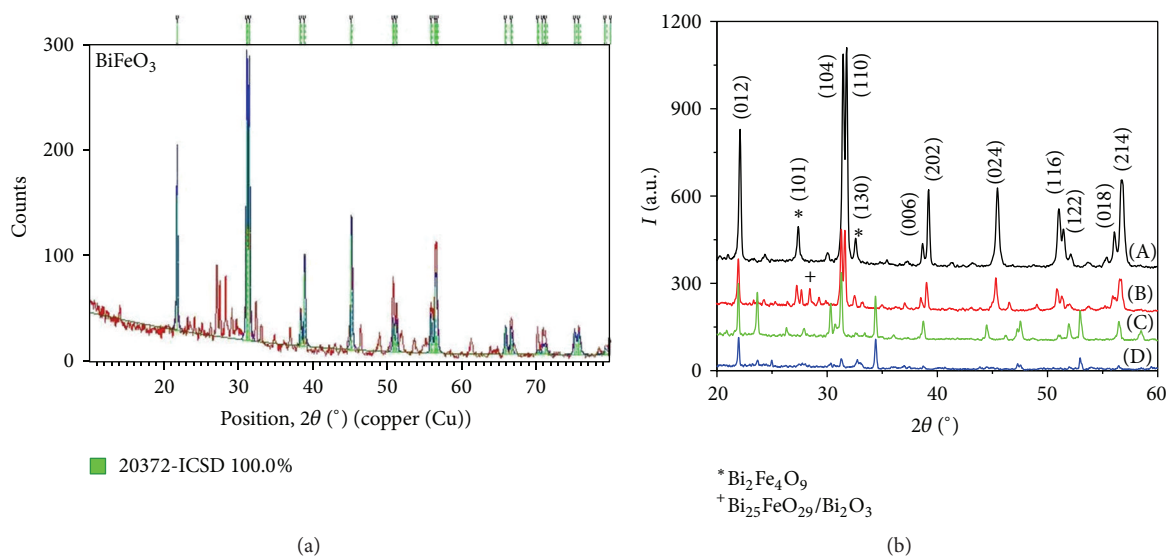 BiFeO₃
300
200
100
0
Counts
20
30
40
50
60
70
Position, 2θ (°) (copper (Cu))
20372-ICSD 100.0%
(a)
1200
900
600
300
0
I (a.u.)
(012)
(101)
*
(104)
(110)
(130)
*
(006)
(202)
(024)
(116)
(122)
(018)
(214)
+
(A)
(B)
(C)
(D)
20
30
40
50
60
2θ (°)
*Bi₂Fe₄O₉
+Bi₂₅FeO₂₉/Bi₂O₃
(b)